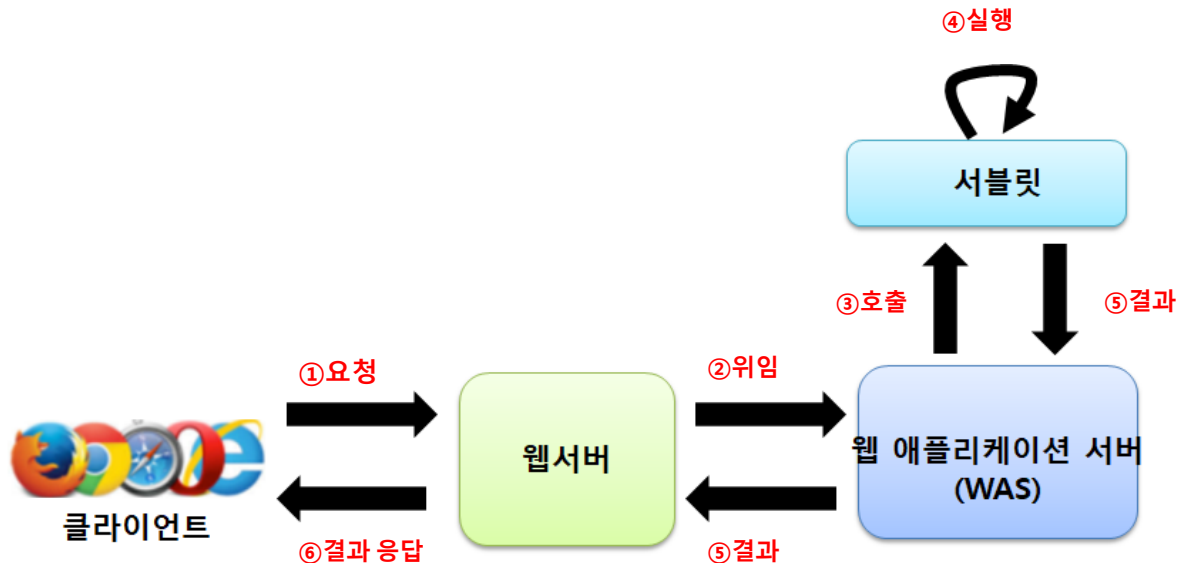 ④실행
서블릿
③호출
⑤결과
①요청
②위임
웹서버
웹 애플리케이션 서버
(WAS)
클라이언트
⑥결과 응답
⑤결과